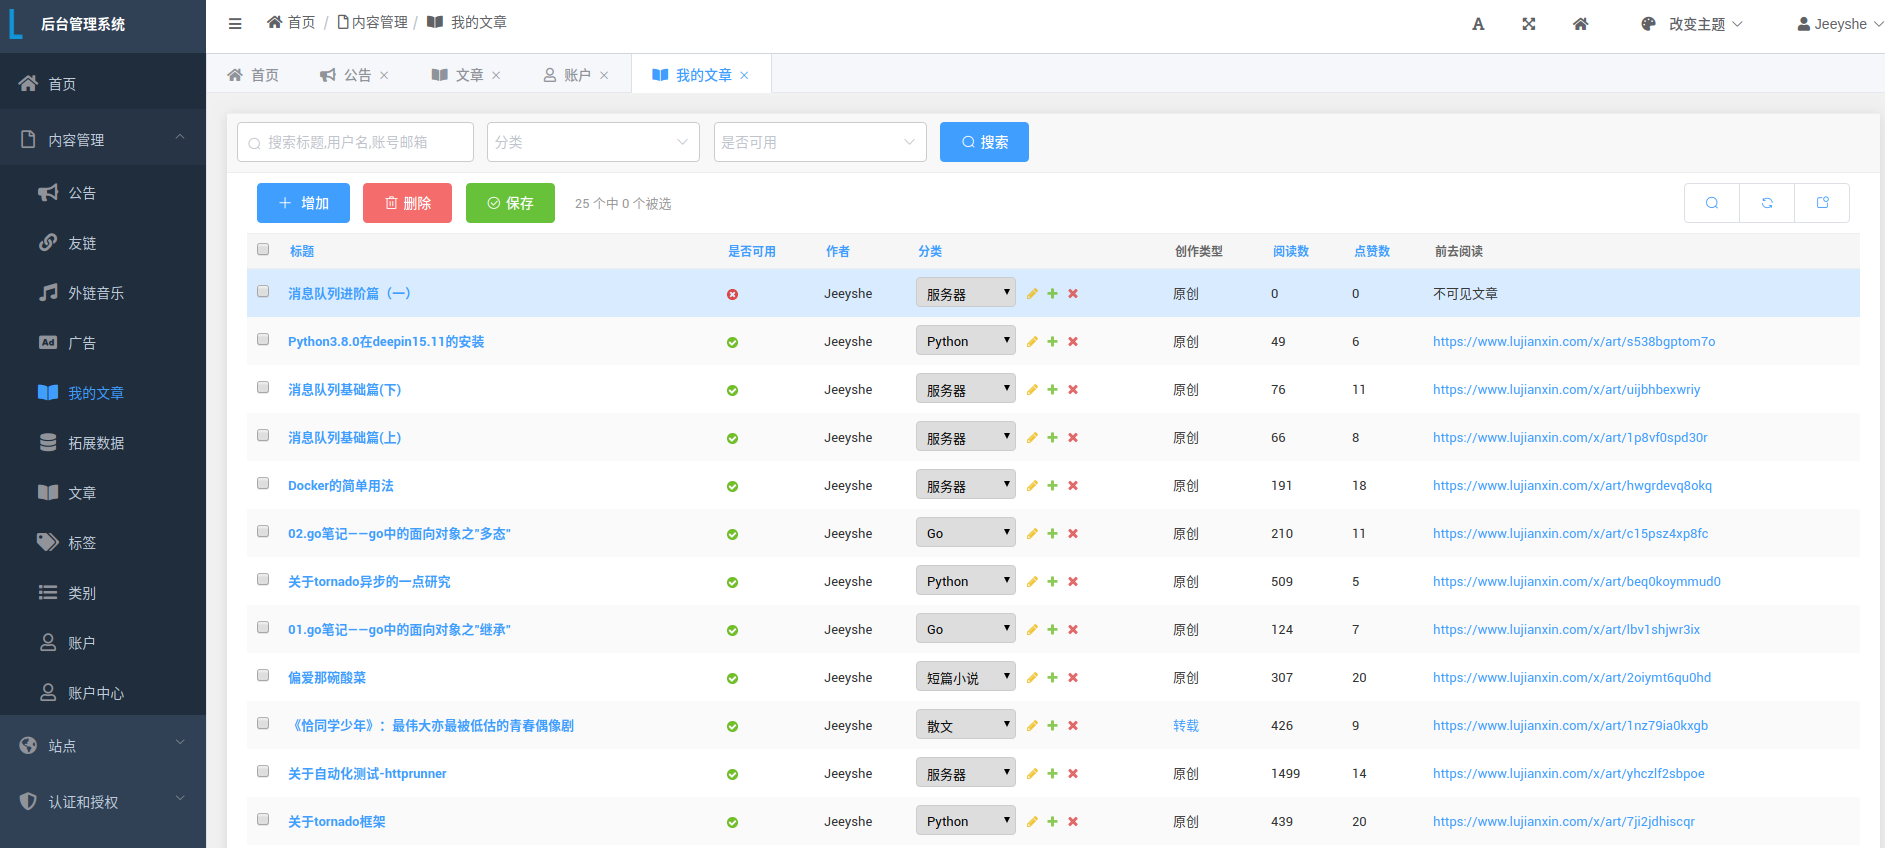 L 后台管理系统
首页 / 内容管理 / 我的文章
A 改变主题 Jeeyshe
首页 公告 × 文章 × 账户 × 我的文章 ×
首页
内容管理
公告
友链
外链音乐
Ad 广告
我的文章
拓展数据
文章
标签
类别
账户
账户中心
站点
认证和授权
搜索标题,用户名,账号邮箱 分类 是否可用 搜索
增加 删除 保存 25 个中 0 个被选
标题 是否可用 作者 分类 创作类型 阅读数 点赞数 前去阅读
消息队列进阶篇（一） Jeeyshe 服务器 原创 0 0 不可见文章
Python3.8.0在deepin15.11的安装 Jeeyshe Python 原创 49 6 https://www.lujianxin.com/x/art/s538bgptom7o
消息队列基础篇(下) Jeeyshe 服务器 原创 76 11 https://www.lujianxin.com/x/art/uijbhbexwriy
消息队列基础篇(上) Jeeyshe 服务器 原创 66 8 https://www.lujianxin.com/x/art/1p8vf0spd30r
Docker的简单用法 Jeeyshe 服务器 原创 191 18 https://www.lujianxin.com/x/art/hwgrdevq8okq
02.go笔记——go中的面向对象之"多态" Jeeyshe Go 原创 210 11 https://www.lujianxin.com/x/art/c15psz4xp8fc
关于tornado异步的一点研究 Jeeyshe Python 原创 509 5 https://www.lujianxin.com/x/art/beq0koymmud0
01.go笔记——go中的面向对象之"继承" Jeeyshe Go 原创 124 7 https://www.lujianxin.com/x/art/lbv1shjwr3ix
偏爱那碗酸菜 Jeeyshe 短篇小说 原创 307 20 https://www.lujianxin.com/x/art/2oiymt6qu0hd
《恰同学少年》：最伟大亦最被低估的青春偶像剧 Jeeyshe 散文 转载 426 9 https://www.lujianxin.com/x/art/1nz79ia0kxgb
关于自动化测试-httprunner Jeeyshe 服务器 原创 1499 14 https://www.lujianxin.com/x/art/yhczlf2sbpoe
关于tornado框架 Jeeyshe Python 原创 439 20 https://www.lujianxin.com/x/art/7ji2jdhiscqr